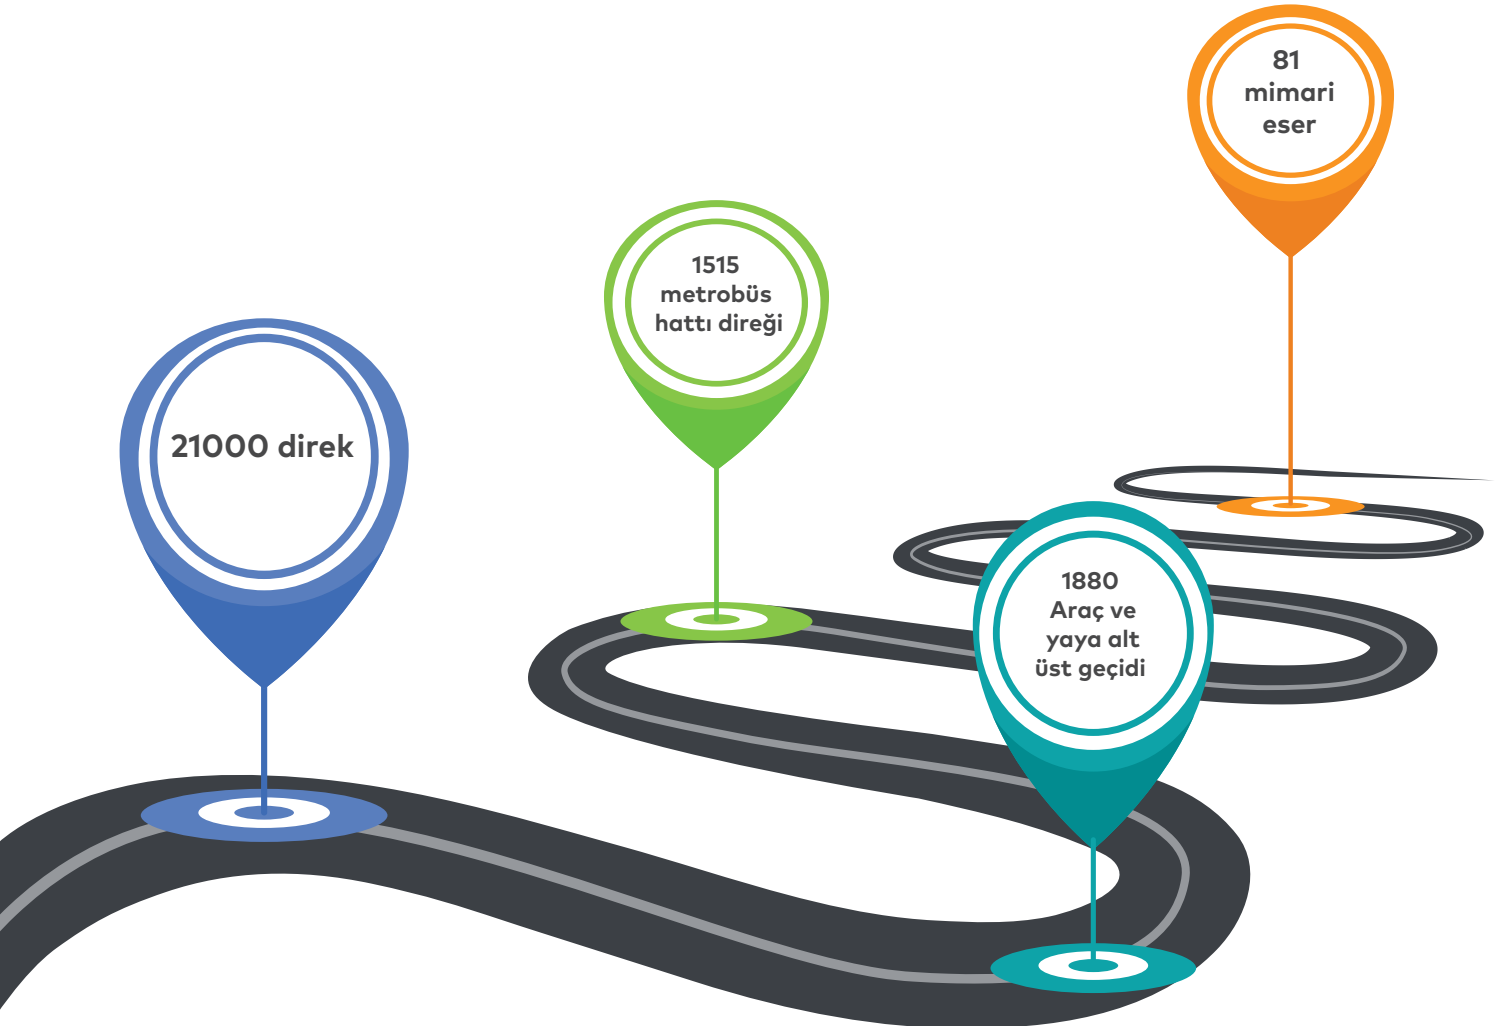 81
mimari
eser
1515
metrobüs
hattı direği
21000 direk
1880
Araç ve
yaya alt
üst geçidi